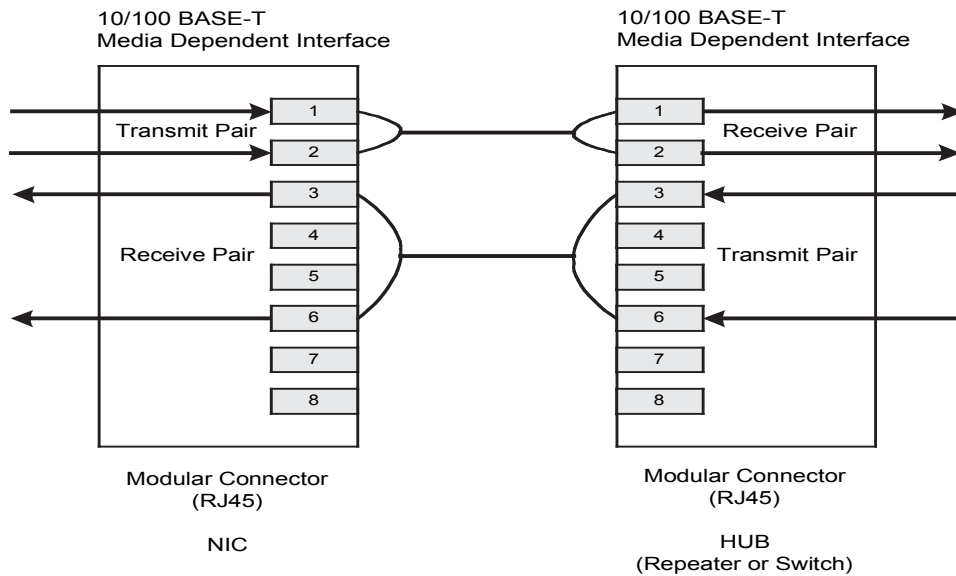 10/100 BASE-T
Media Dependent Interface
1
Transmit Pair
2
3
4
Receive Pair
5
6
7
8
Modular Connector
(RJ45)
NIC
10/100 BASE-T
Media Dependent Interface
1
Receive Pair
2
3
4
Transmit Pair
5
6
7
8
Modular Connector
(RJ45)
HUB
(Repeater or Switch)